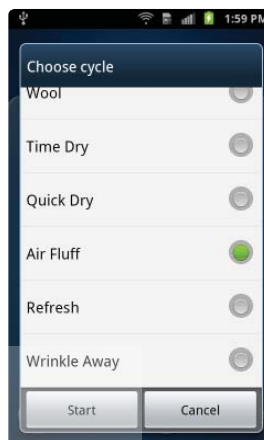 1:59 PM
Choose cycle
Wool
Time Dry
Quick Dry
Air Fluff
Refresh
Wrinkle Away
Start Cancel